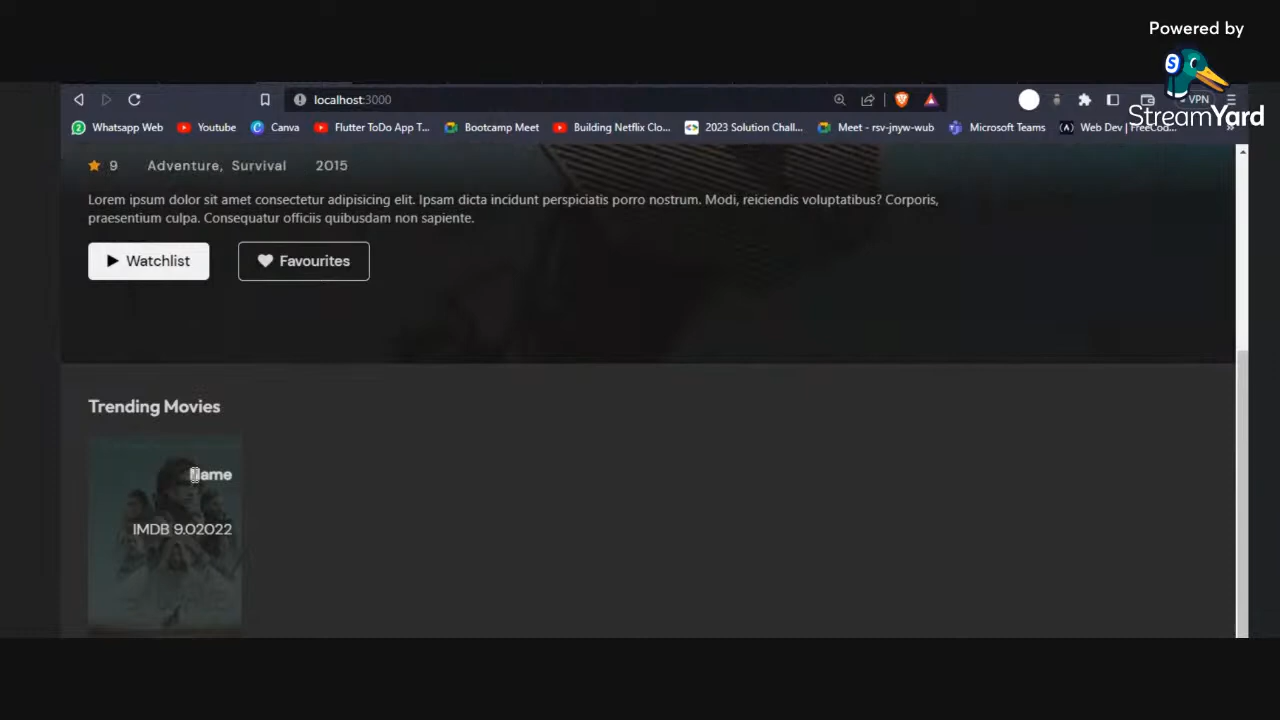 Powered by
S
StreamYard
localhost:3000
VPN
Whatsapp Web
Youtube
Canva
Flutter ToDo App T...
Bootcamp Meet
Building Netflix Clo...
2023 Solution Chall...
Meet - rsv-jnyw-wub
Microsoft Teams
Web Dev | FreeCod...
9 Adventure, Survival 2015
Lorem ipsum dolor sit amet consectetur adipisicing elit. Ipsam dicta incidunt perspiciatis porro nostrum. Modi, reiciendis voluptatibus? Corporis,
praesentium culpa. Consequatur officiis quibusdam non sapiente.
Watchlist
Favourites
Trending Movies
Name
IMDB 9.02022